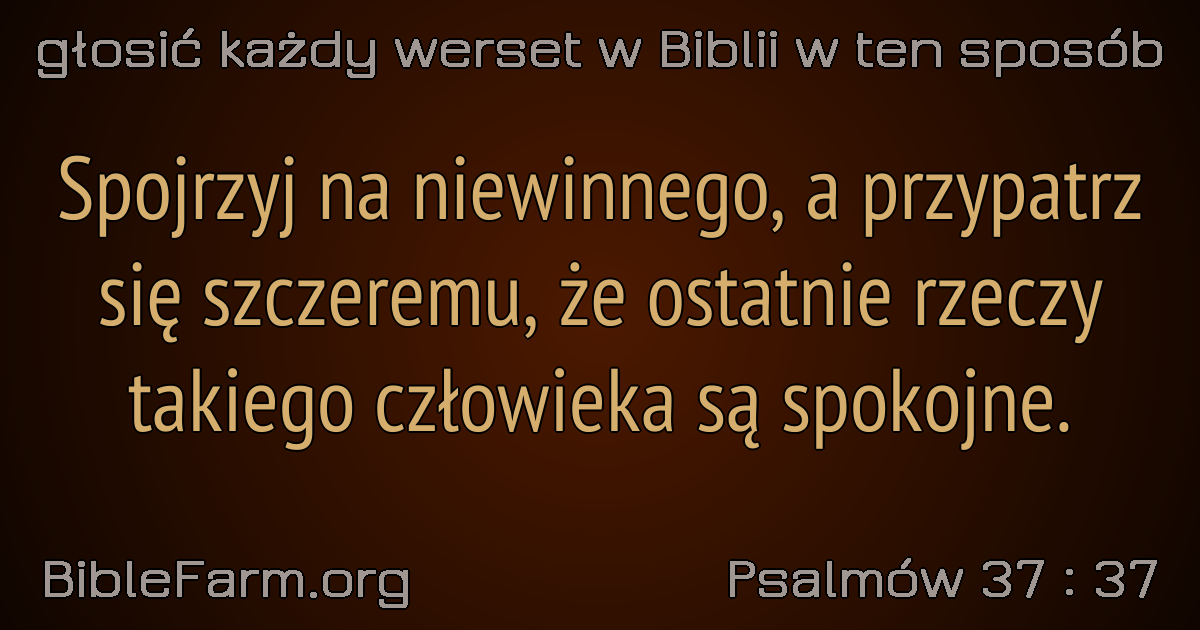 głosić każdy werset w Biblii w ten sposób
Spojrzyj na niewinnego, a przypatrz
się szczeremu, że ostatnie rzeczy
takiego człowieka są spokojne.
BibleFarm.org
Psalmów 37 : 37